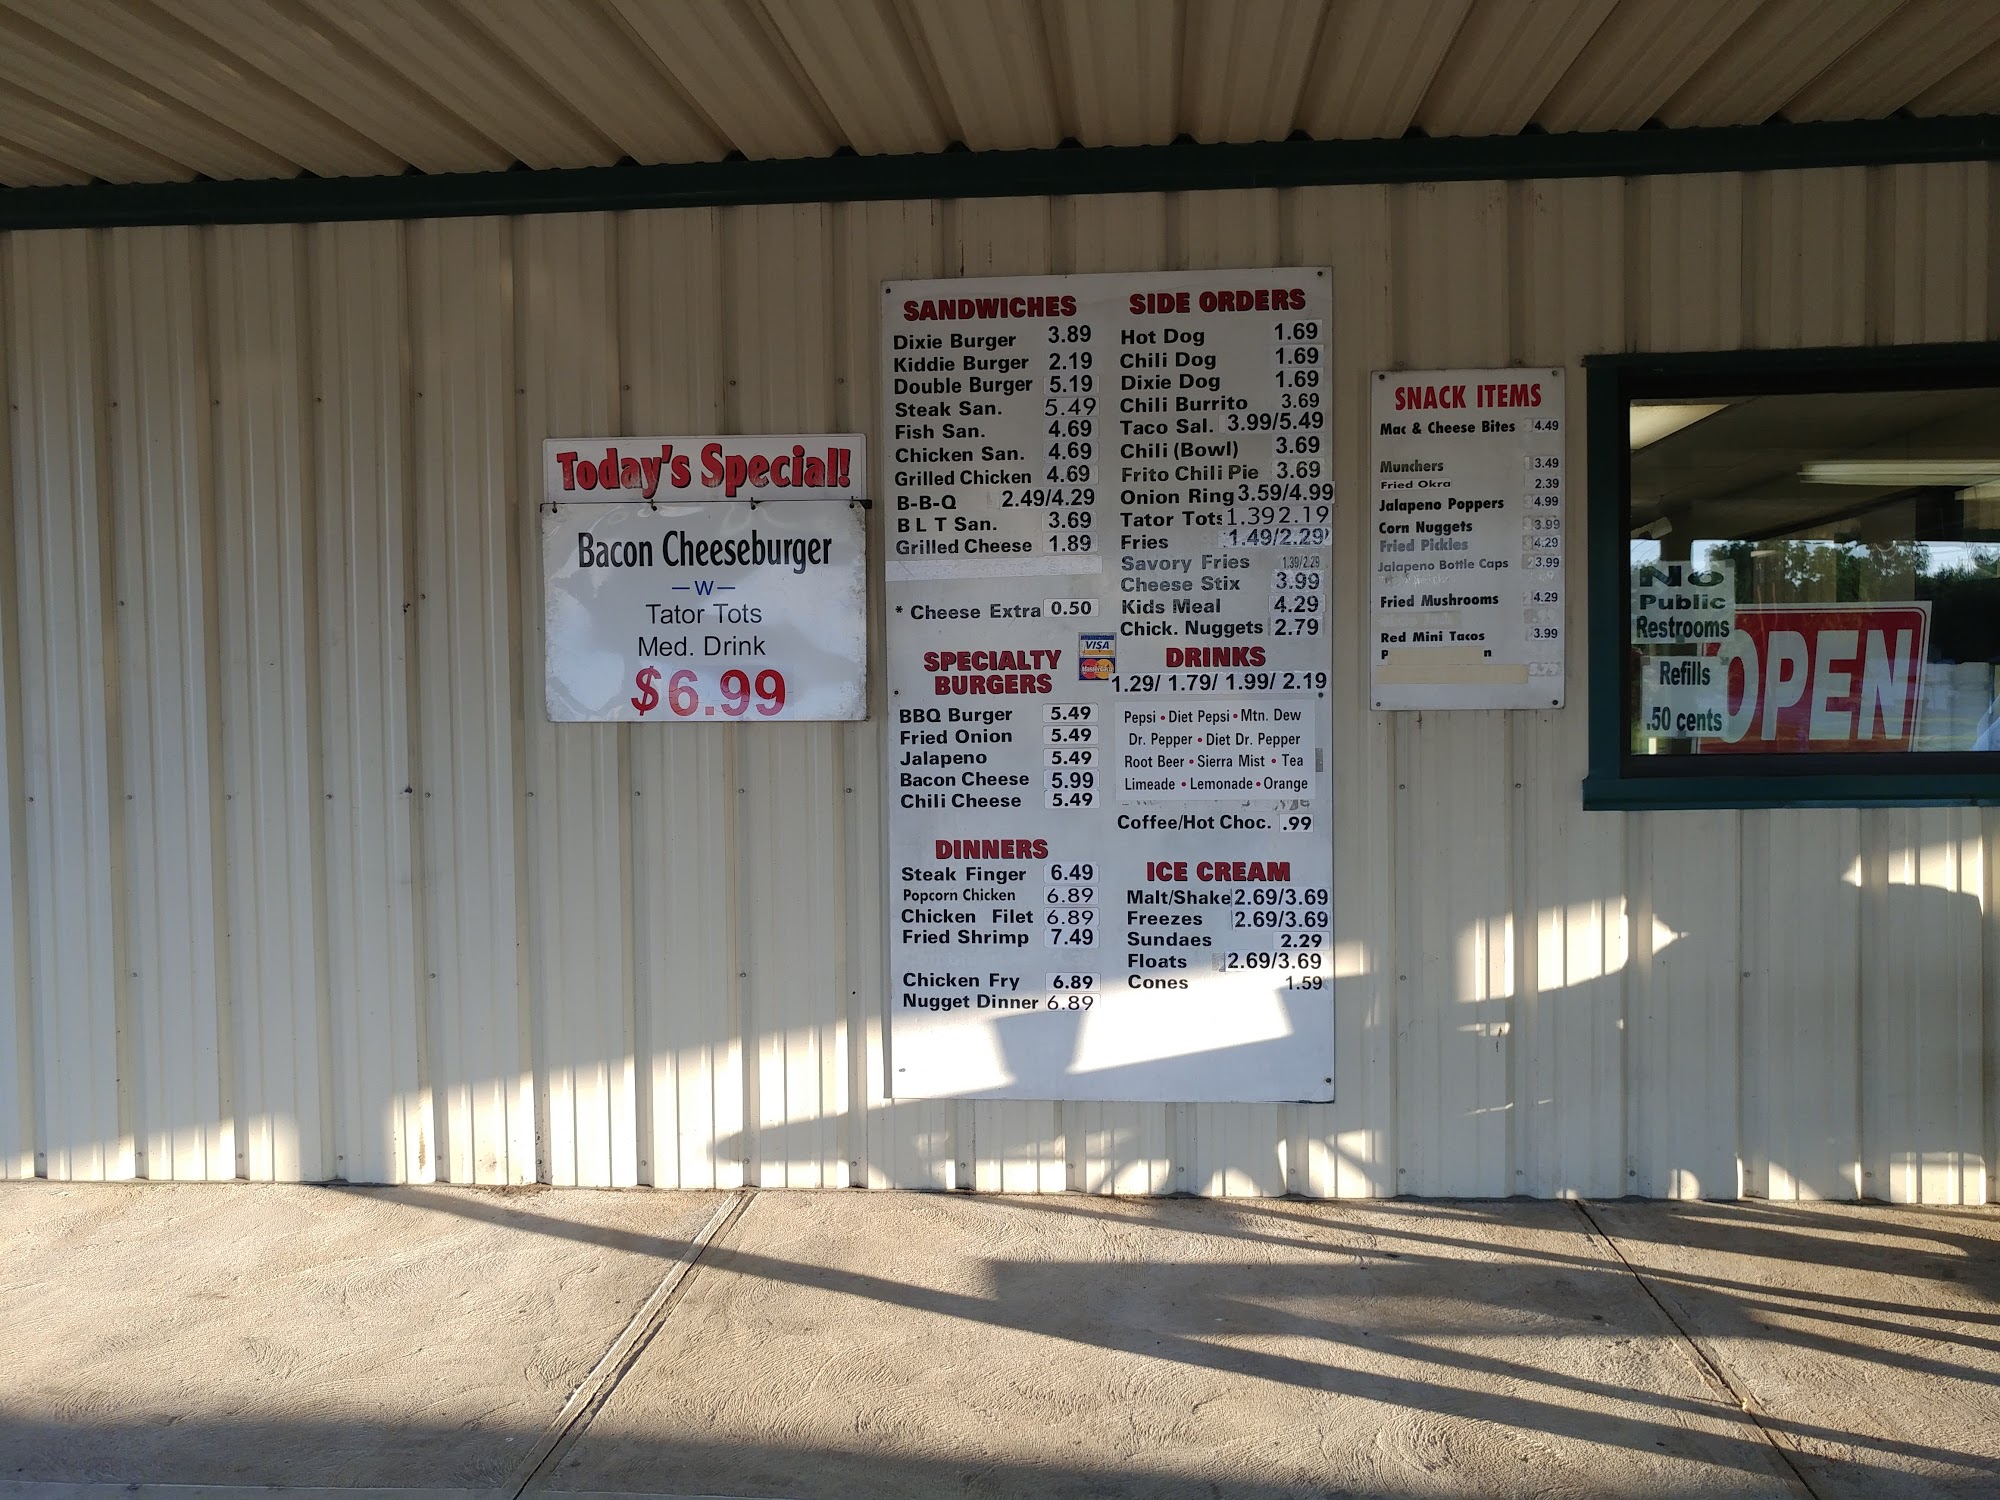 Today's Special!
Bacon Cheeseburger
-W-
Tator Tots
Med. Drink
$6.99
SANDWICHES
Dixie Burger 3.89
Kiddie Burger 2.19
Double Burger 5.19
Steak San. 5.49
Fish San. 4.69
Chicken San. 4.69
Grilled Chicken 4.69
B-B-Q 2.49/4.29
B L T San. 3.69
Grilled Cheese 1.89
* Cheese Extra 0.50
SPECIALTY
BURGERS
BBQ Burger 5.49
Fried Onion 5.49
Jalapeno 5.49
Bacon Cheese 5.99
Chili Cheese 5.49
DINNERS
Steak Finger 6.49
Popcorn Chicken 6.89
Chicken Filet 6.89
Fried Shrimp 7.49
Chicken Fry 6.89
Nugget Dinner 6.89
SIDE ORDERS
Hot Dog 1.69
Chili Dog 1.69
Dixie Dog 1.69
Chili Burrito 3.69
Taco Sal. 3.99/5.49
Chili (Bowl) 3.69
Frito Chili Pie 3.69
Onion Ring 3.59/4.99
Tator Tots 1.39 2.19
Fries 1.49/2.29
Savory Fries 1.39/2.29
Cheese Stix 3.99
Kids Meal 4.29
Chick. Nuggets 2.79
VISA
MasterCard
DRINKS
1.29/ 1.79/ 1.99/ 2.19
Pepsi • Diet Pepsi • Mtn. Dew
Dr. Pepper • Diet Dr. Pepper
Root Beer • Sierra Mist • Tea
Limeade • Lemonade • Orange
Coffee/Hot Choc. .99
ICE CREAM
Malt/Shake 2.69/3.69
Freezes 2.69/3.69
Sundaes 2.29
Floats 2.69/3.69
Cones 1.59
SNACK ITEMS
Mac & Cheese Bites 4.49
Munchers 3.49
Fried Okra 2.39
Jalapeno Poppers 4.99
Corn Nuggets 3.99
Fried Pickles 4.29
Jalapeno Bottle Caps 3.99
Fried Mushrooms 4.29
Red Mini Tacos 3.99
P n
No
Public
Restrooms
Refills
.50 cents
OPEN